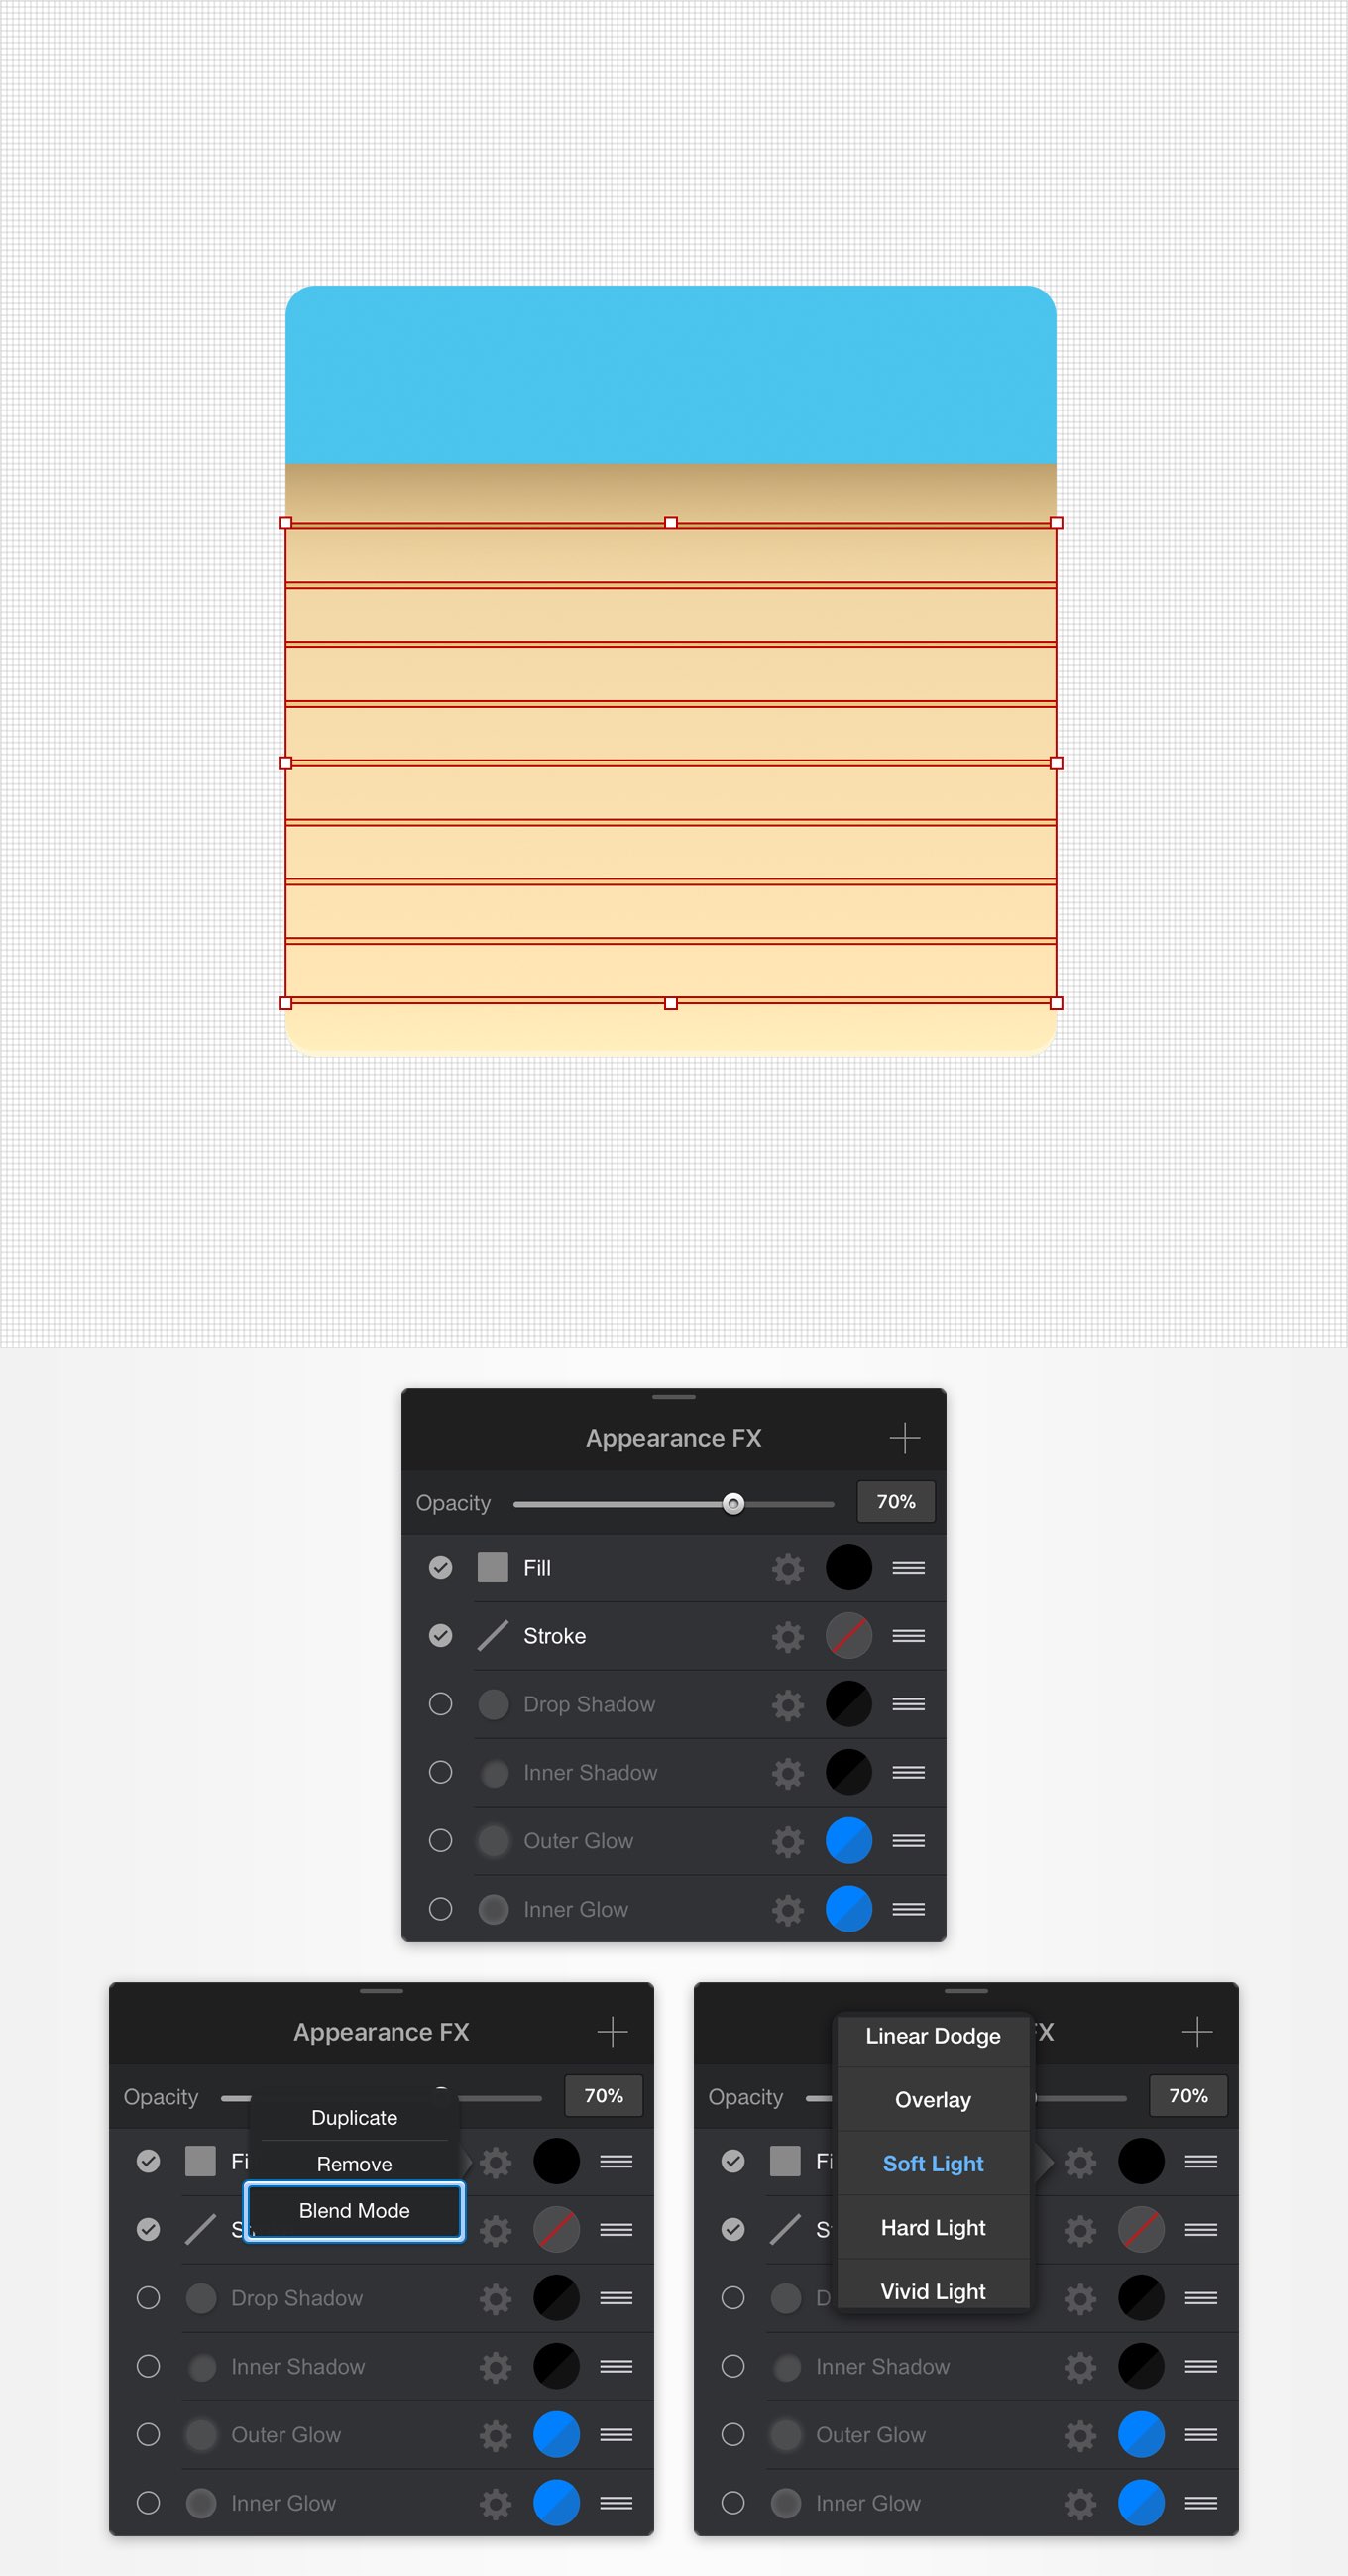 Appearance FX
Opacity 70%
Fill
Stroke
Drop Shadow
Inner Shadow
Outer Glow
Inner Glow
Appearance FX
Opacity 70%
Duplicate
Remove
Blend Mode
Drop Shadow
Inner Shadow
Outer Glow
Inner Glow
Linear Dodge
Opacity 70%
Overlay
Soft Light
Hard Light
Vivid Light
Inner Shadow
Outer Glow
Inner Glow